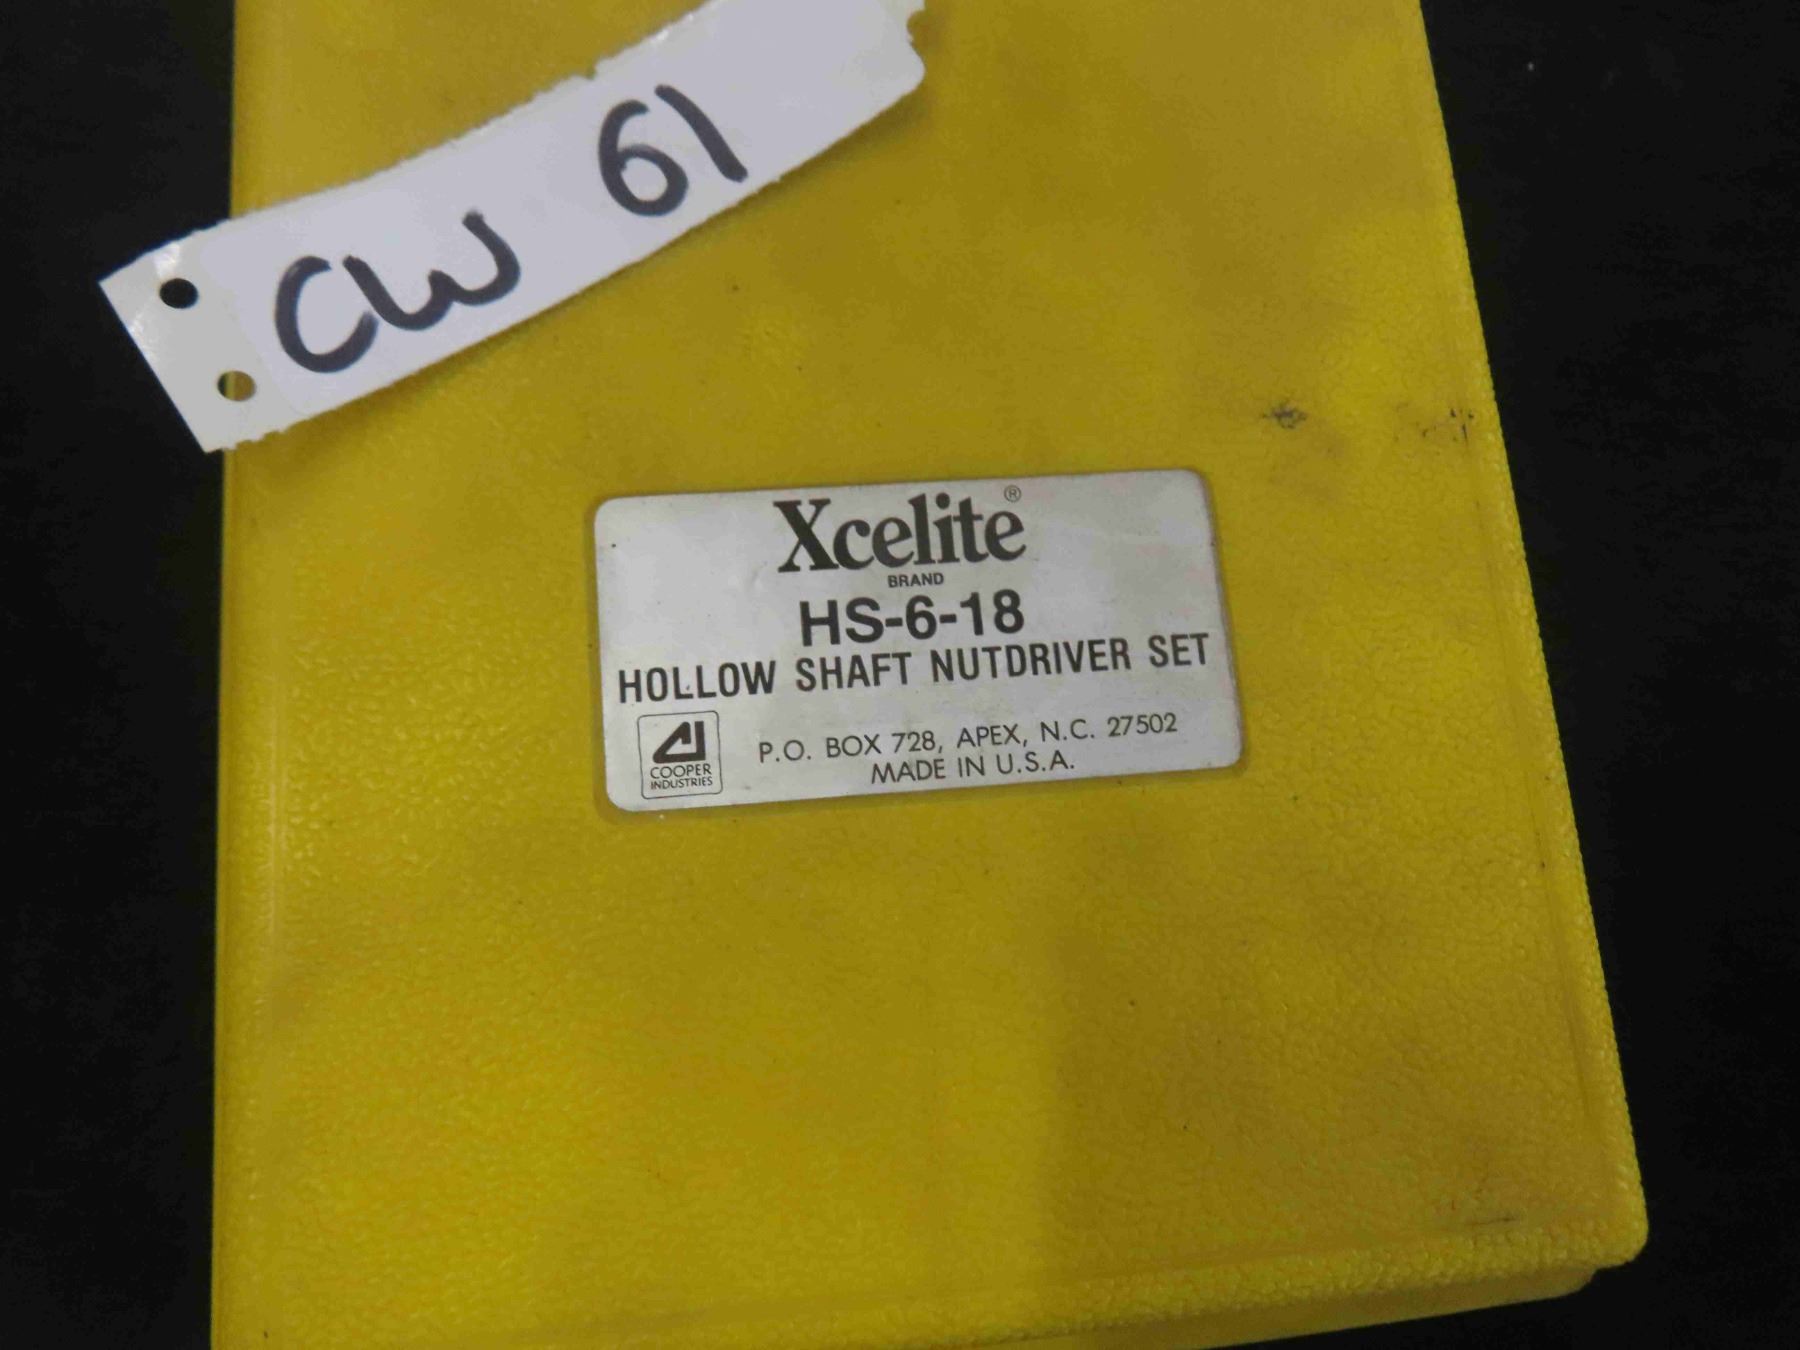 CW 61
Xcelite®
BRAND
HS-6-18
HOLLOW SHAFT NUTDRIVER SET
COOPER
INDUSTRIES
P.O. BOX 728, APEX, N.C. 27502
MADE IN U.S.A.